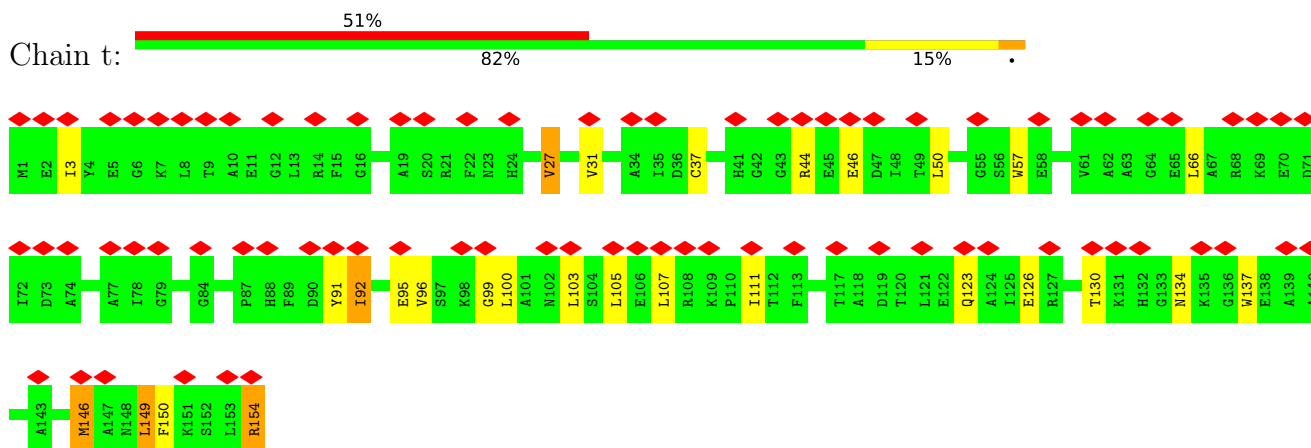 51%
Chain t:
82% 15% •
M1 E2 I3 Y4 E5 G6 K7 L8 T9 A10 E11 G12 L13 R14 F15 G16 A19 S20 R21 F22 N23 H24 V27 V31 A34 I35 D36 C37 H41 G42 G43 R44 E45 E46 D47 I48 T49 L50 G55 S56 W57 E58 V61 A62 A63 G64 E65 L66 A67 R68 K69 E70 D71
I72 D73 A74 A77 I78 G79 G84 P87 H88 F89 D90 Y91 I92 E95 V96 S97 K98 G99 L100 A101 N102 L103 S104 L105 E106 L107 R108 K109 P110 I111 T112 F113 T117 A118 D119 T120 L121 E122 Q123 A124 I125 E126 R127 T130 K131 H132 G133 N134 K135 G136 W137 E138 A139
A143 M146 A147 N148 L149 F150 K151 S152 L153 R154